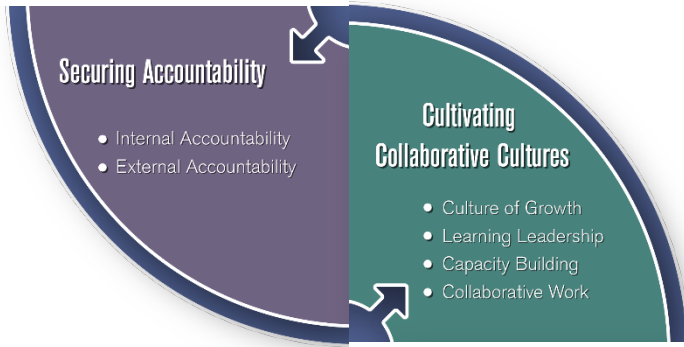 Securing Accountability
Internal Accountability
External Accountability
Cultivating
Collaborative Cultures
Culture of Growth
Learning Leadership
Capacity Building
Collaborative Work